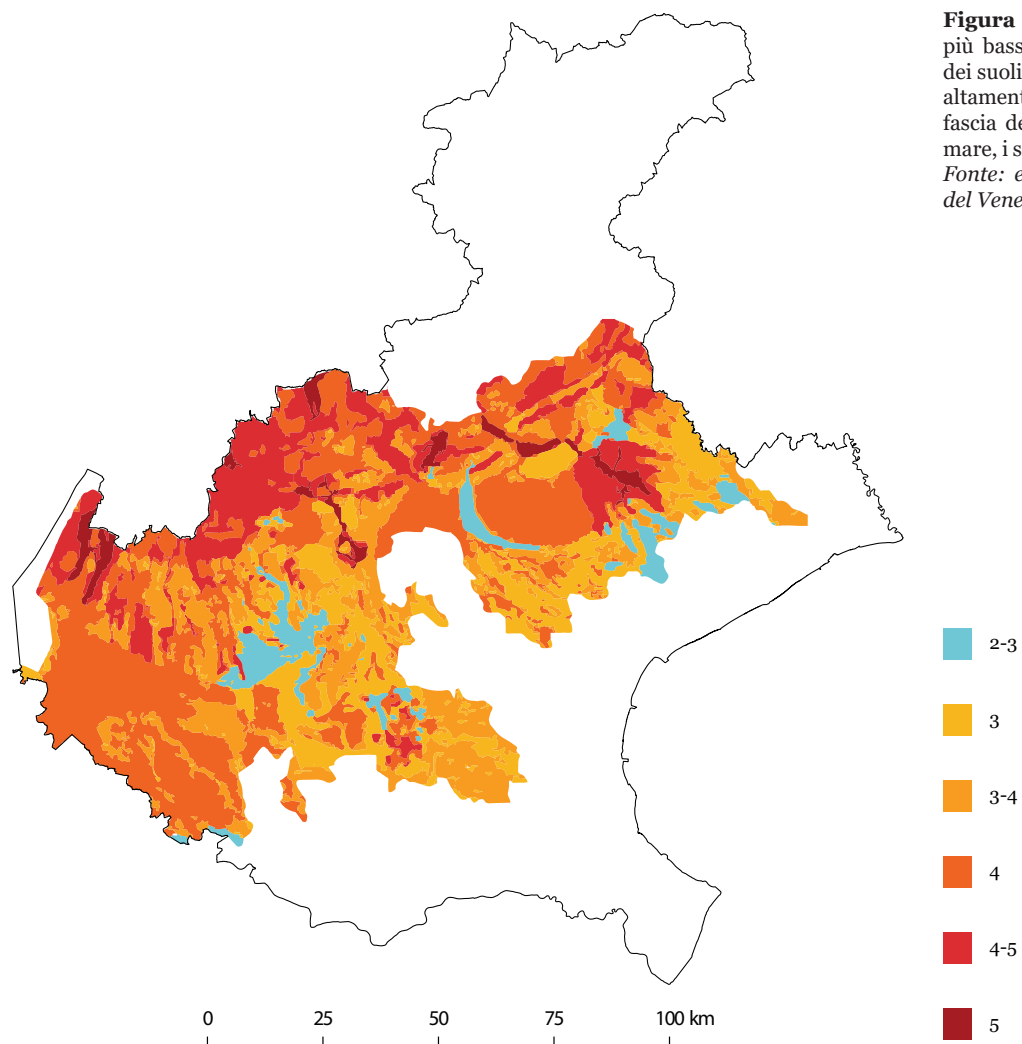 Figura
più bass
dei suoli
altament
fascia de
mare, i s
Fonte: e
del Vene
2-3
3
3-4
4
4-5
5
0 25 50 75 100 km